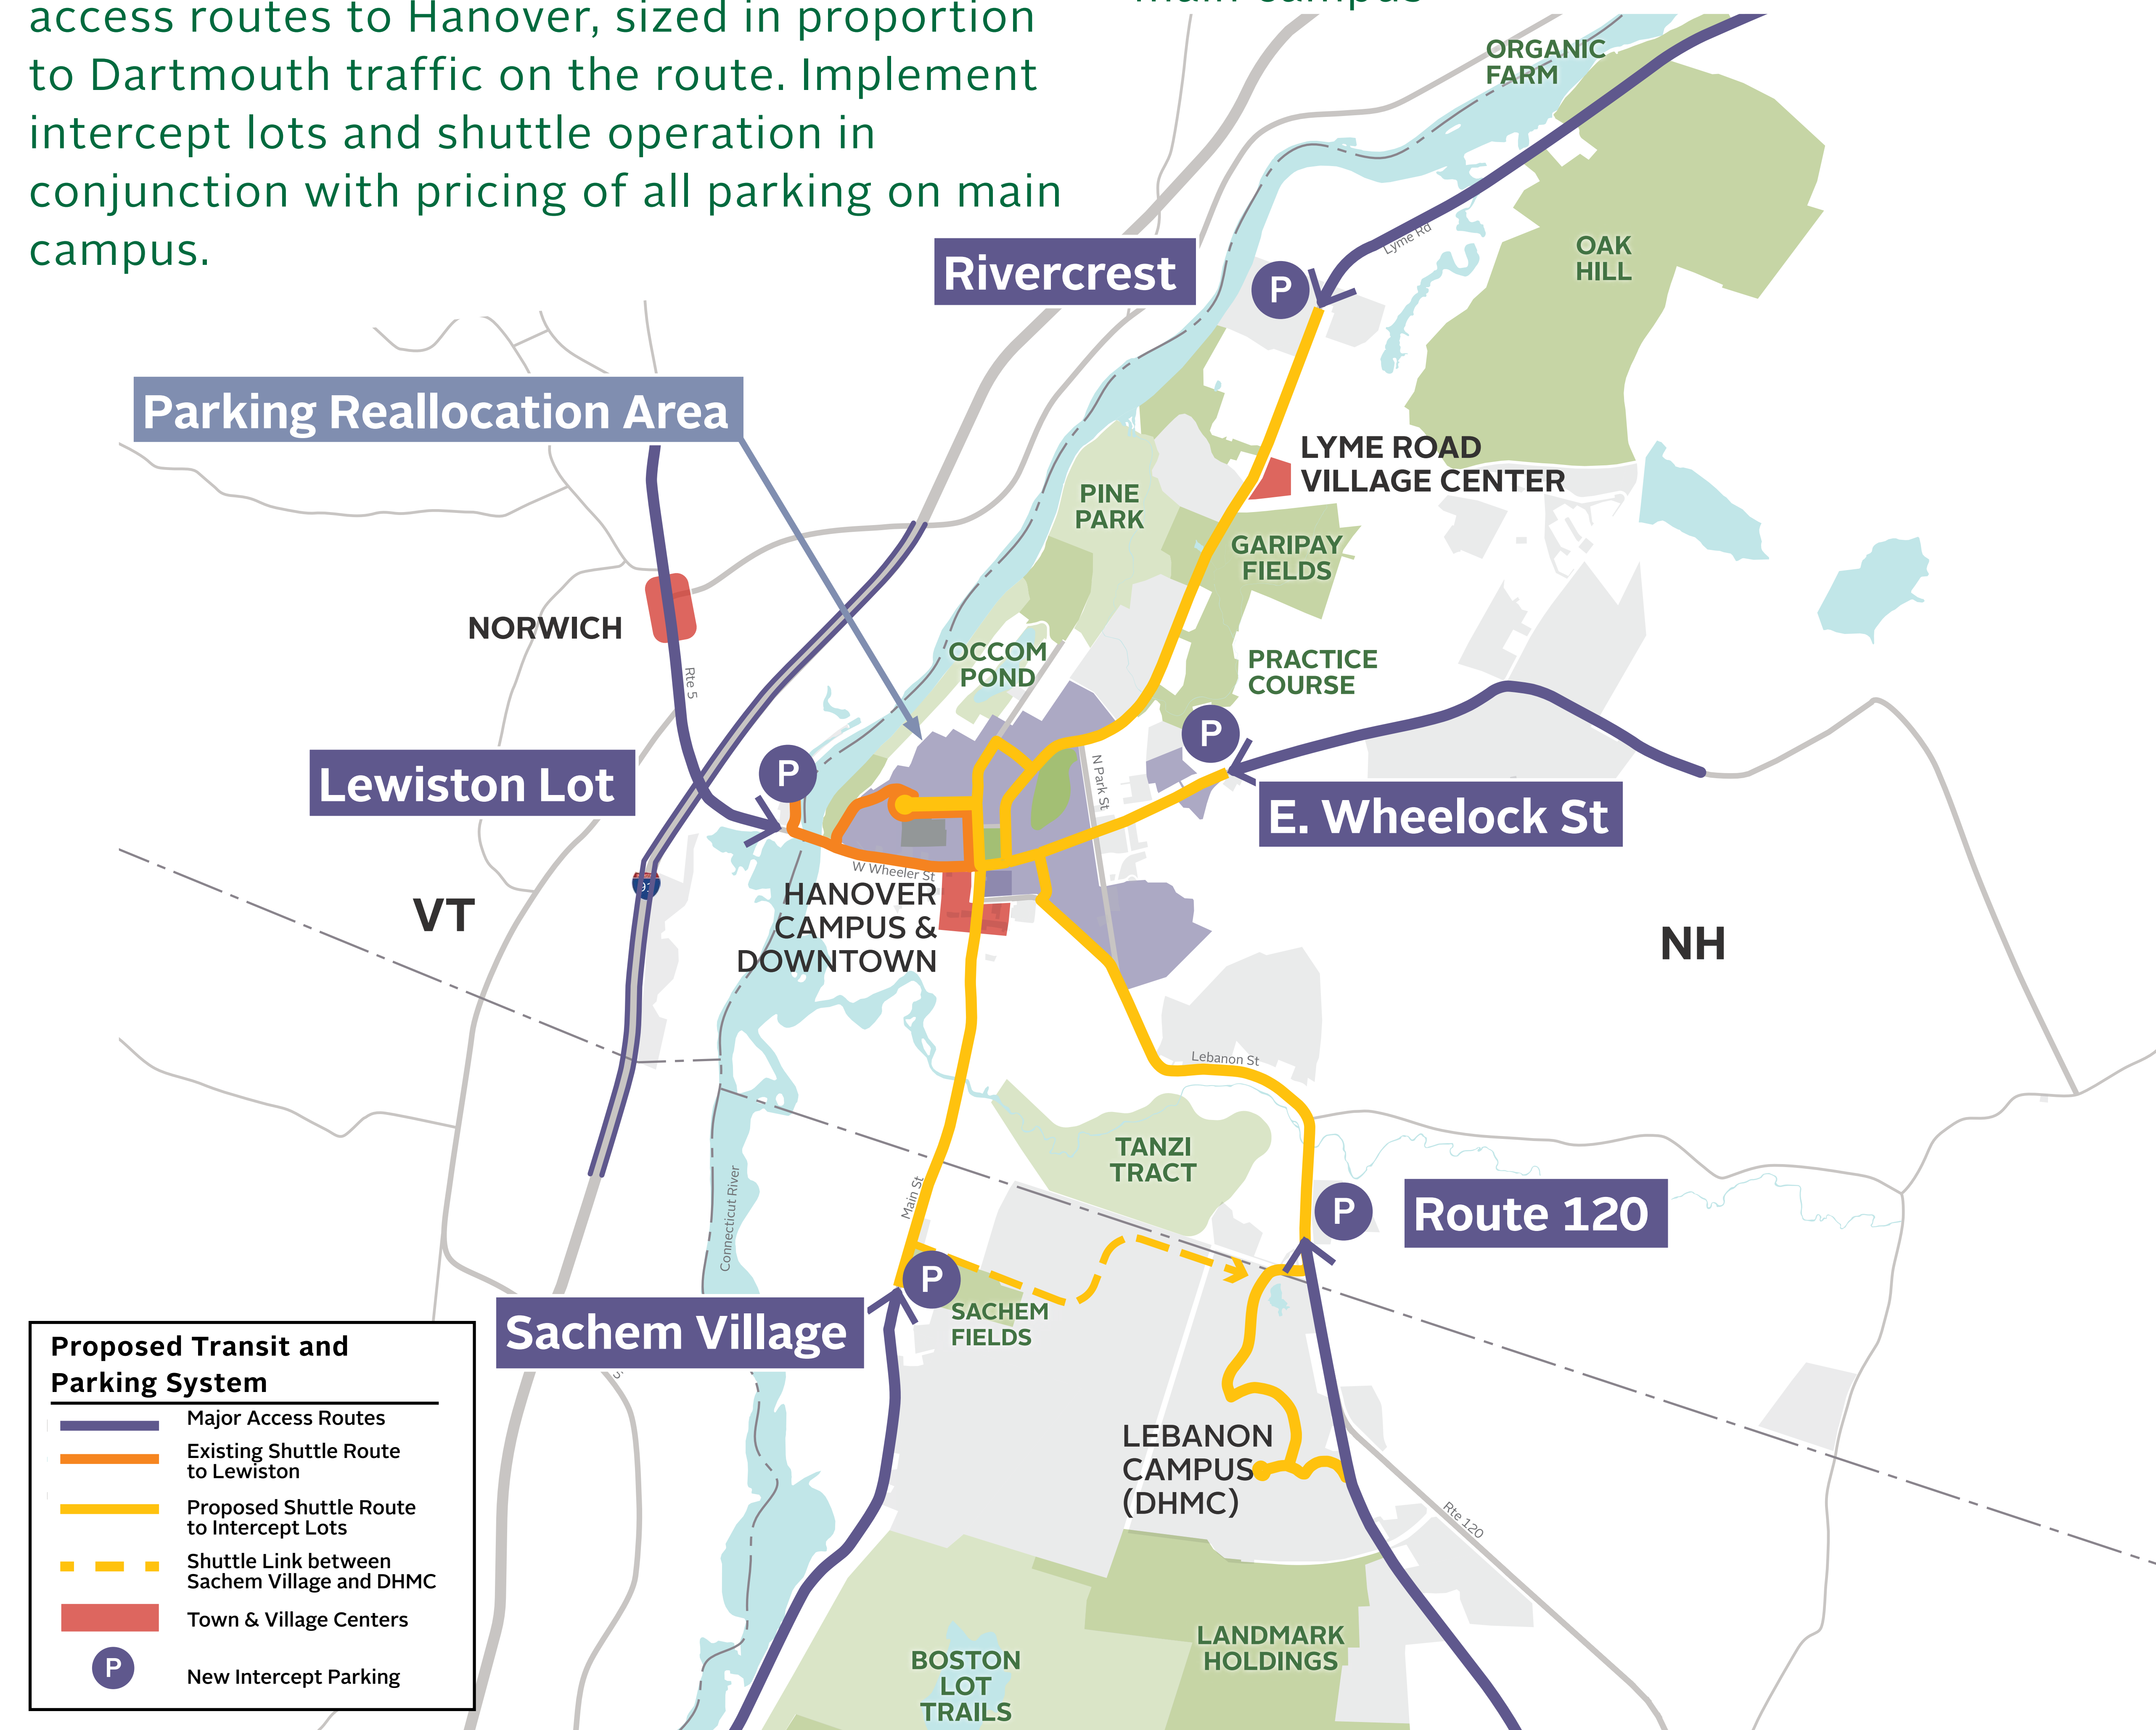 access routes to Hanover, sized in proportion
to Dartmouth traffic on the route. Implement
intercept lots and shuttle operation in
conjunction with pricing of all parking on main
campus.
main campus
ORGANIC
FARM
OAK
HILL
Lyme Rd
Rivercrest
P
Parking Reallocation Area
LYME ROAD
VILLAGE CENTER
PINE
PARK
GARIPAY
FIELDS
NORWICH
Rte 5
OCCOM
POND
PRACTICE
COURSE
P
Lewiston Lot
P
N Park St
E. Wheelock St
W Wheeler St
HANOVER
CAMPUS &
DOWNTOWN
91
VT
NH
Lebanon St
TANZI
TRACT
Connecticut River
Main St
P
Route 120
P
SACHEM
FIELDS
Sachem Village
LEBANON
CAMPUS
(DHMC)
Rte 120
LANDMARK
HOLDINGS
BOSTON
LOT
TRAILS
Proposed Transit and
Parking System
Major Access Routes
Existing Shuttle Route
to Lewiston
Proposed Shuttle Route
to Intercept Lots
Shuttle Link between
Sachem Village and DHMC
Town & Village Centers
P
New Intercept Parking